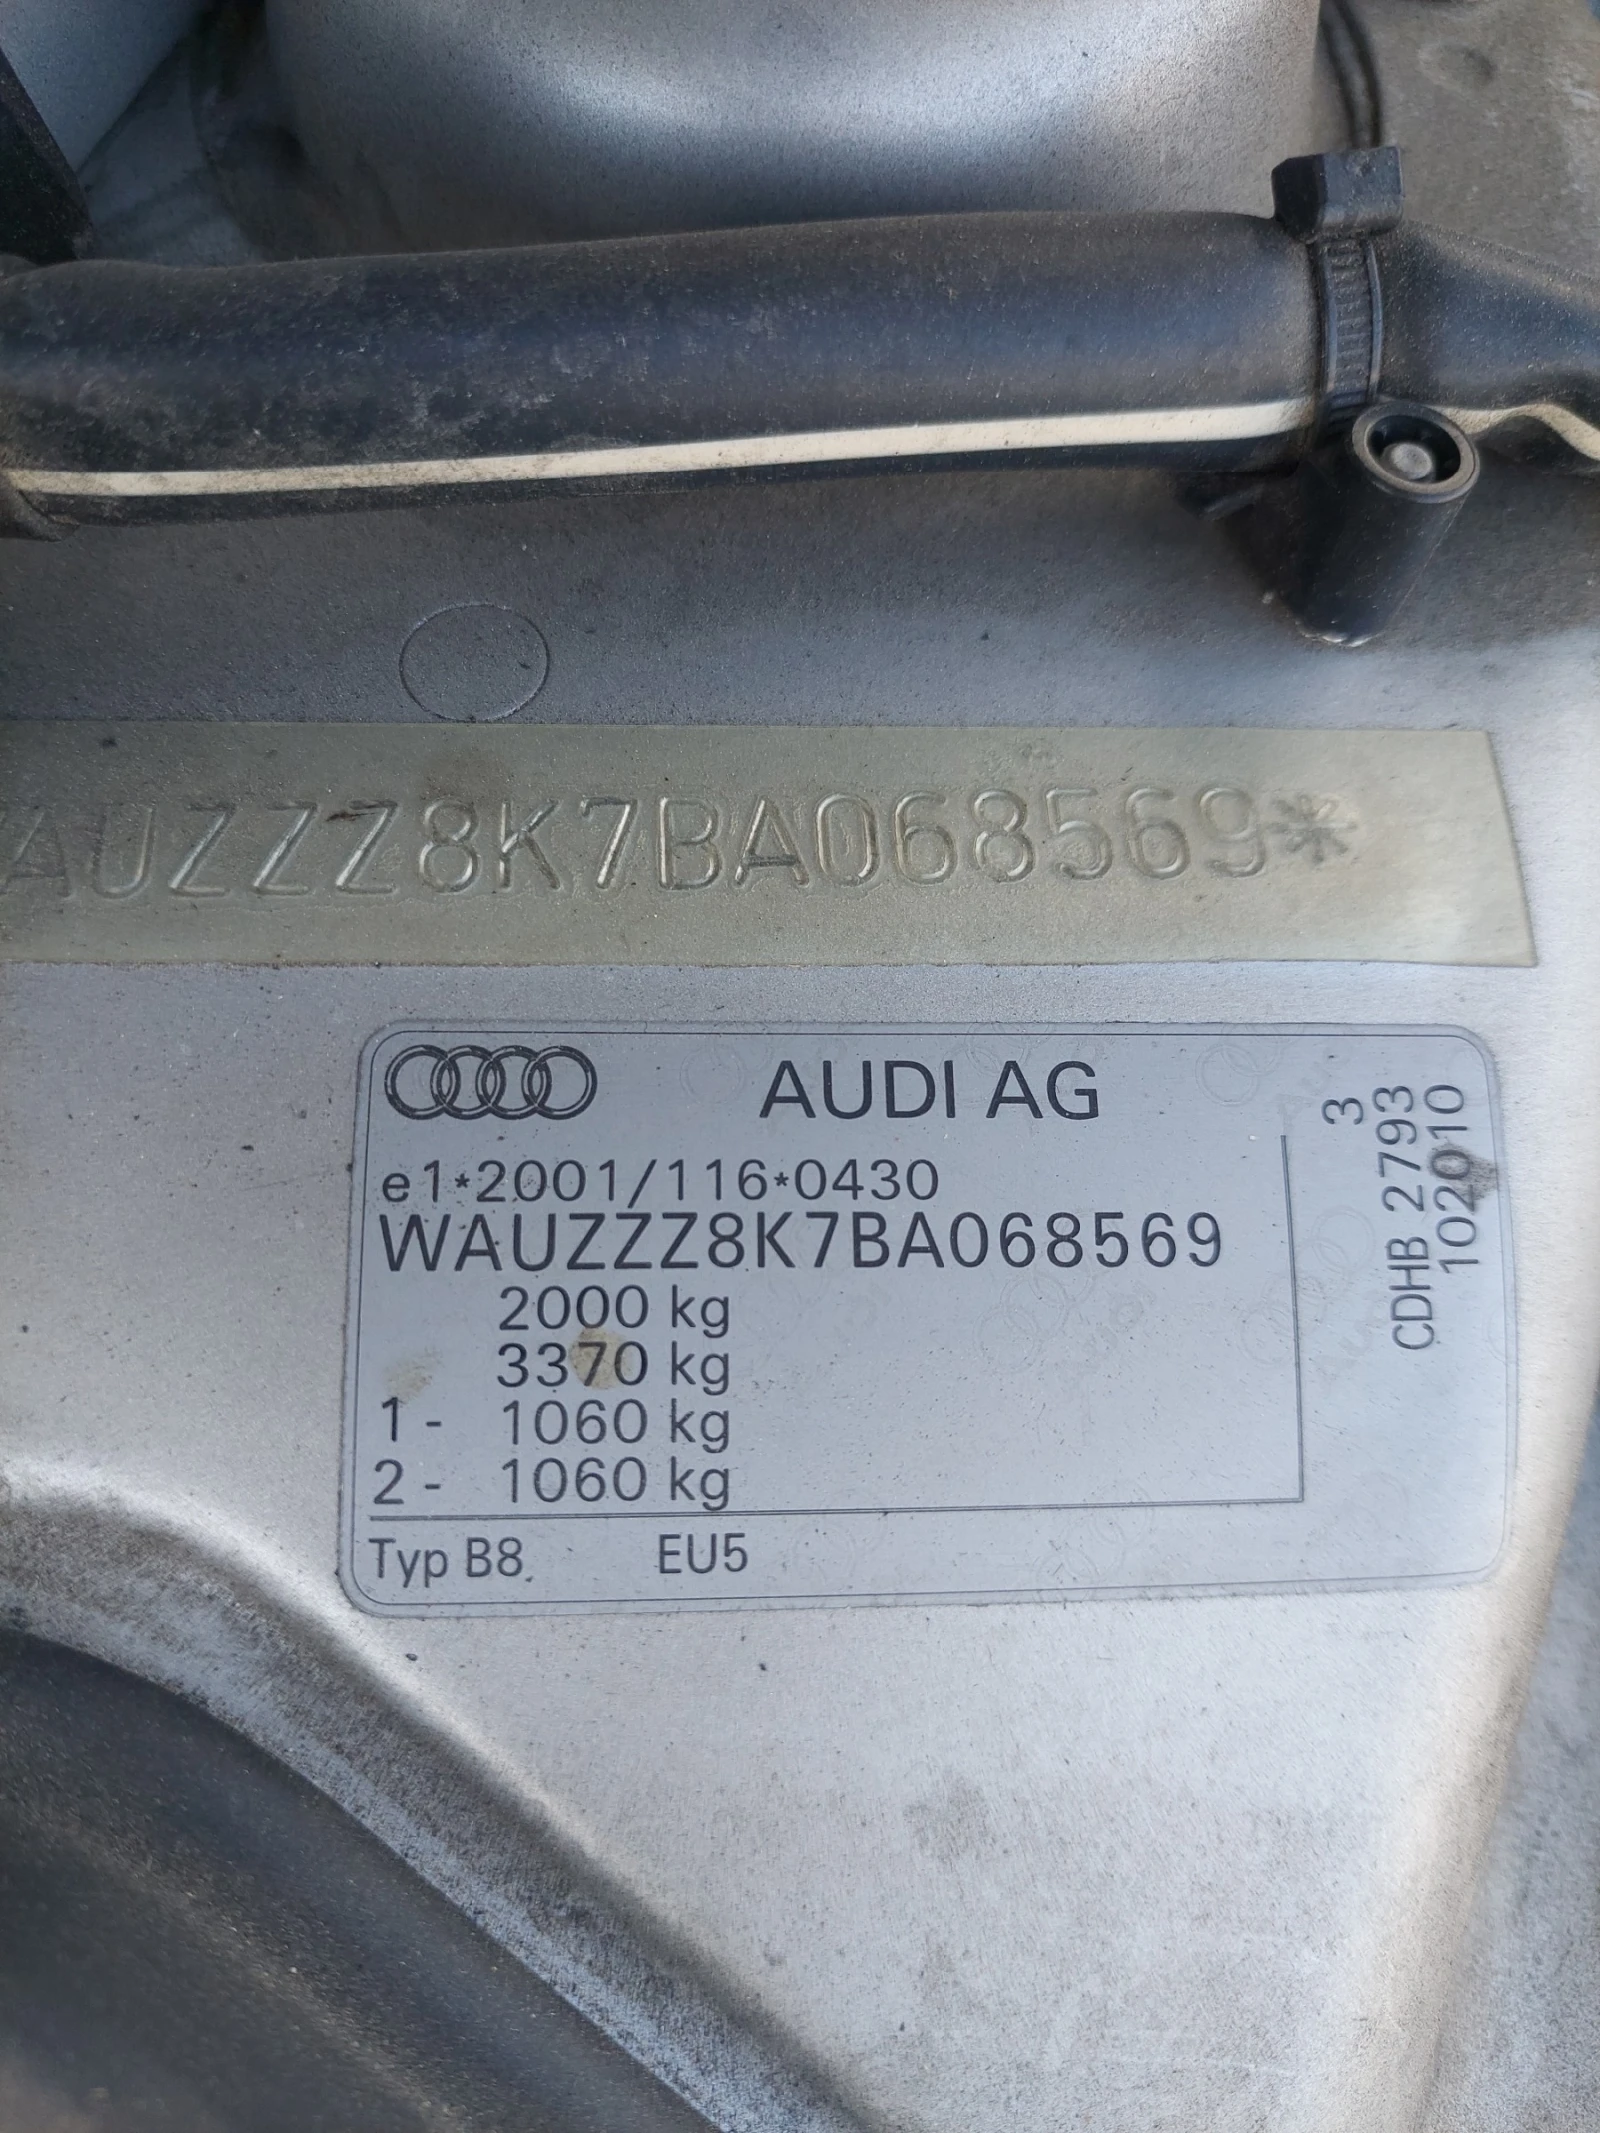 AUZZZ8K7BA068569*
AUDI AG
e1*2001/116*0430
WAUZZZ8K7BA068569
2000 kg
3370 kg
1 - 1060 kg
2 - 1060 kg
Typ B8 EU5
3
CDHB 2793
102010